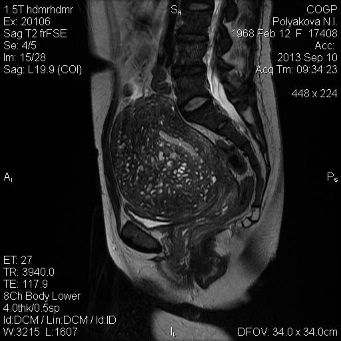 1.5T hdmrhdmr
Ex: 20106
Sag T2 frFSE
Se: 4/5
Im: 15/28
Sag: L19.9 (COI)
S
COGP
Polyakova N.I.
1968 Feb 12 F 17408
Acc:
2013 Sep 10
Acq Tm: 09:34:23
448 x 224
A
P
ET: 27
TR: 3940.0
TE: 117.9
8Ch Body Lower
4.0thk/0.5sp
Id:DCM / Lin:DCM / Id:ID
W:3215 L:1607
I
DFOV: 34.0 x 34.0cm